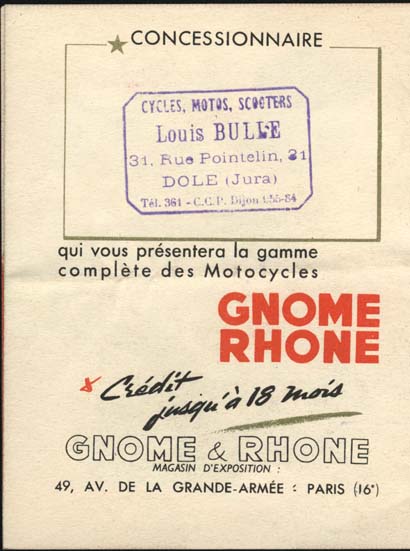 CONCESSIONNAIRE
CYCLES, MOTOS, SCOOTERS
Louis BULLE
31, Rue Pointelin, 31
DOLE (Jura)
Tél. 361 - C.C.P. Dijon
qui vous présentera la gamme
complète des Motocycles
GNOME
RHONE
Crédit
jusqu'à 18 mois
GNOME & RHONE
MAGASIN D'EXPOSITION :
49, AV. DE LA GRANDE-ARMÉE : PARIS (16e)